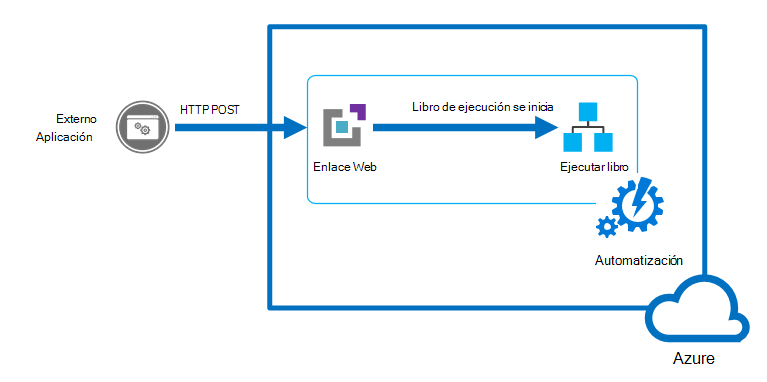 HTTP POST
Externo
Aplicación
Libro de ejecución se inicia
Enlace Web
Ejecutar libro
Automatización
Azure